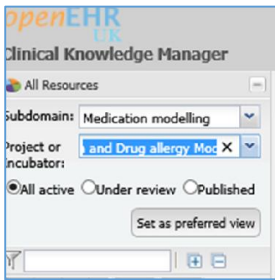 openEHR
UK
Clinical Knowledge Manager
All Resources
Subdomain: Medication modelling
Project or Incubator: and Drug allergy Moc
All active Under review Published
Set as preferred view